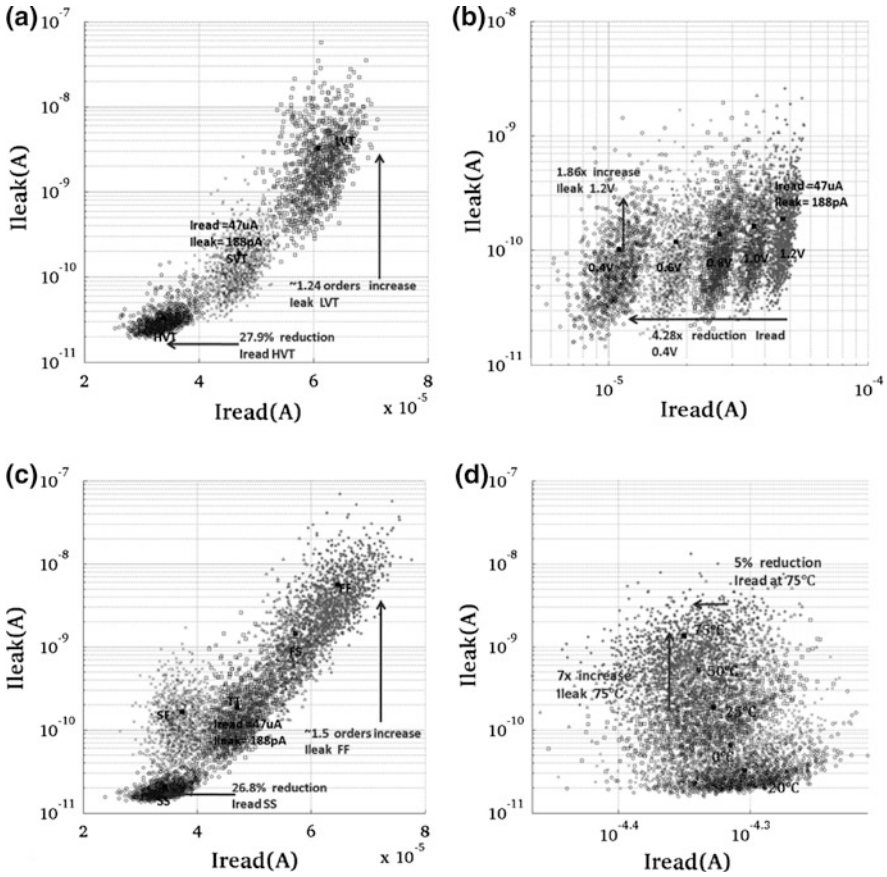 (a)
10^-7
10^-8
10^-9
10^-10
10^-11
Ileak(A)
LVT
Iread =47uA
Ileak= 188pA
SVT
~1.24 orders increase
leak LVT
27.9% reduction
Iread HVT
HVT
2 4 6 8
x 10^-5
Iread(A)
(b)
10^-8
10^-9
10^-10
10^-11
Ileak(A)
1.86x increase
Ileak 1.2V
Iread=47uA
Ileak=188pA
0.4V 0.6V 0.8V 1.0V 1.2V
4.28x reduction Iread
0.4V
10^-5 10^-4
Iread(A)
(c)
10^-7
10^-8
10^-9
10^-10
10^-11
Ileak(A)
FF
FS
SF
TT
Iread=47uA
Ileak= 188pA
~1.5 orders increase
Ileak FF
26.8% reduction
Iread SS
SS
2 4 6 8
x 10^-5
Iread(A)
(d)
10^-7
10^-8
10^-9
10^-10
10^-11
Ileak(A)
5% reduction
Iread at 75°C
75°C
7x increase
Ileak 75°C
50°C
25°C
0°C
-20°C
10^-4.4 10^-4.3
Iread(A)